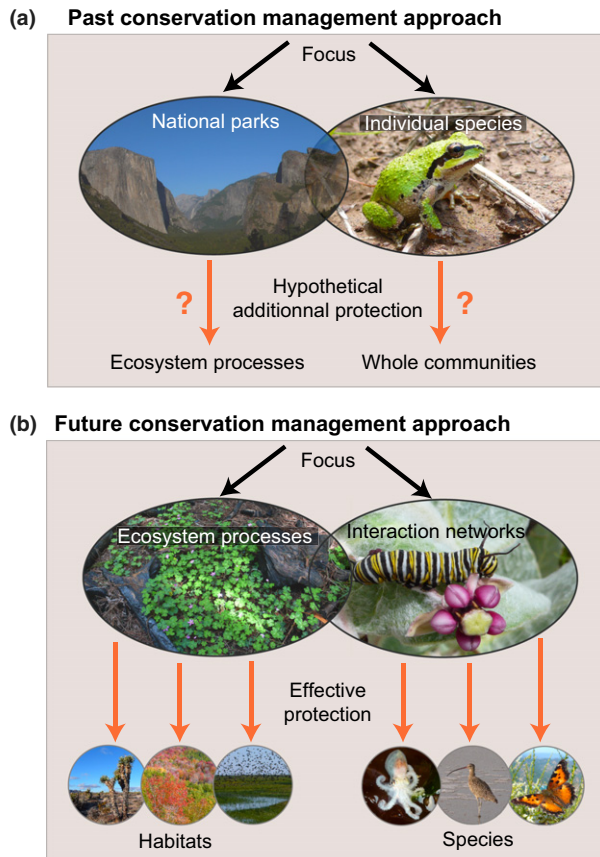 (a) Past conservation management approach
Focus
National parks
Individual species
?
Hypothetical
additionnal protection
?
Ecosystem processes
Whole communities
(b) Future conservation management approach
Focus
Ecosystem processes
Interaction networks
Effective
protection
Habitats
Species